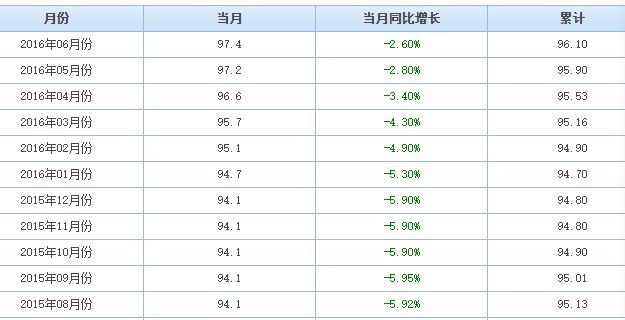 月份 当月 当月同比增长 累计
2016年06月份 97.4 -2.60% 96.10
2016年05月份 97.2 -2.80% 95.90
2016年04月份 96.6 -3.40% 95.53
2016年03月份 95.7 -4.30% 95.16
2016年02月份 95.1 -4.90% 94.90
2016年01月份 94.7 -5.30% 94.70
2015年12月份 94.1 -5.90% 94.80
2015年11月份 94.1 -5.90% 94.80
2015年10月份 94.1 -5.90% 94.90
2015年09月份 94.1 -5.95% 95.01
2015年08月份 94.1 -5.92% 95.13